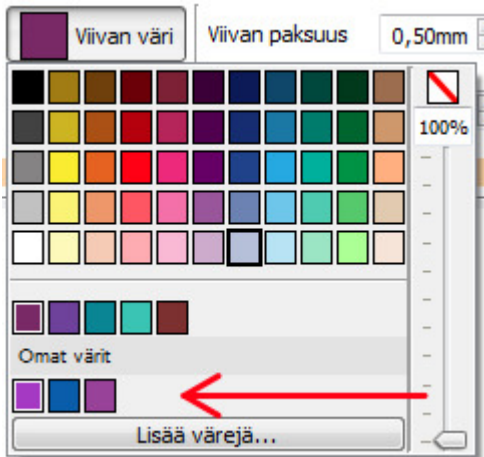 Viivan väri
Viivan paksuus
0,50mm
100%
Omat värit
Lisää värejä...